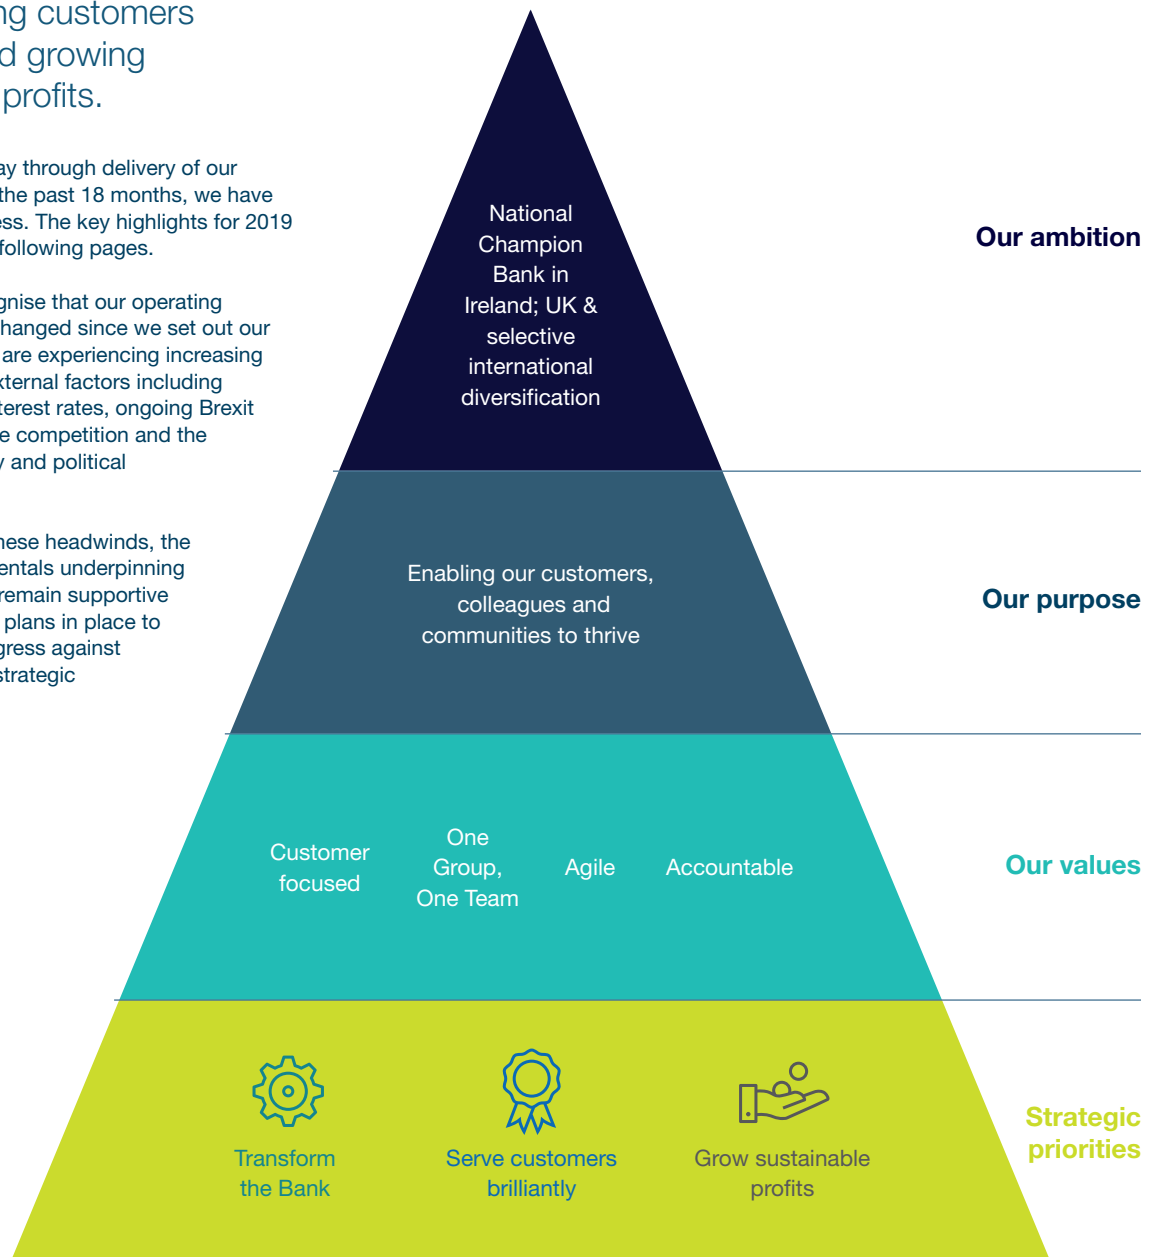 ng customers
d growing
profits.
ay through delivery of our
the past 18 months, we have
ess. The key highlights for 2019
following pages.
gnise that our operating
hanged since we set out our
are experiencing increasing
xternal factors including
terest rates, ongoing Brexit
e competition and the
y and political
hese headwinds, the
entals underpinning
remain supportive
plans in place to
gress against
strategic
National
Champion
Bank in
Ireland; UK &
selective
international
diversification
Our ambition
Enabling our customers,
colleagues and
communities to thrive
Our purpose
Customer
focused
One
Group,
One Team
Agile
Accountable
Our values
Transform
the Bank
Serve customers
brilliantly
Grow sustainable
profits
Strategic
priorities